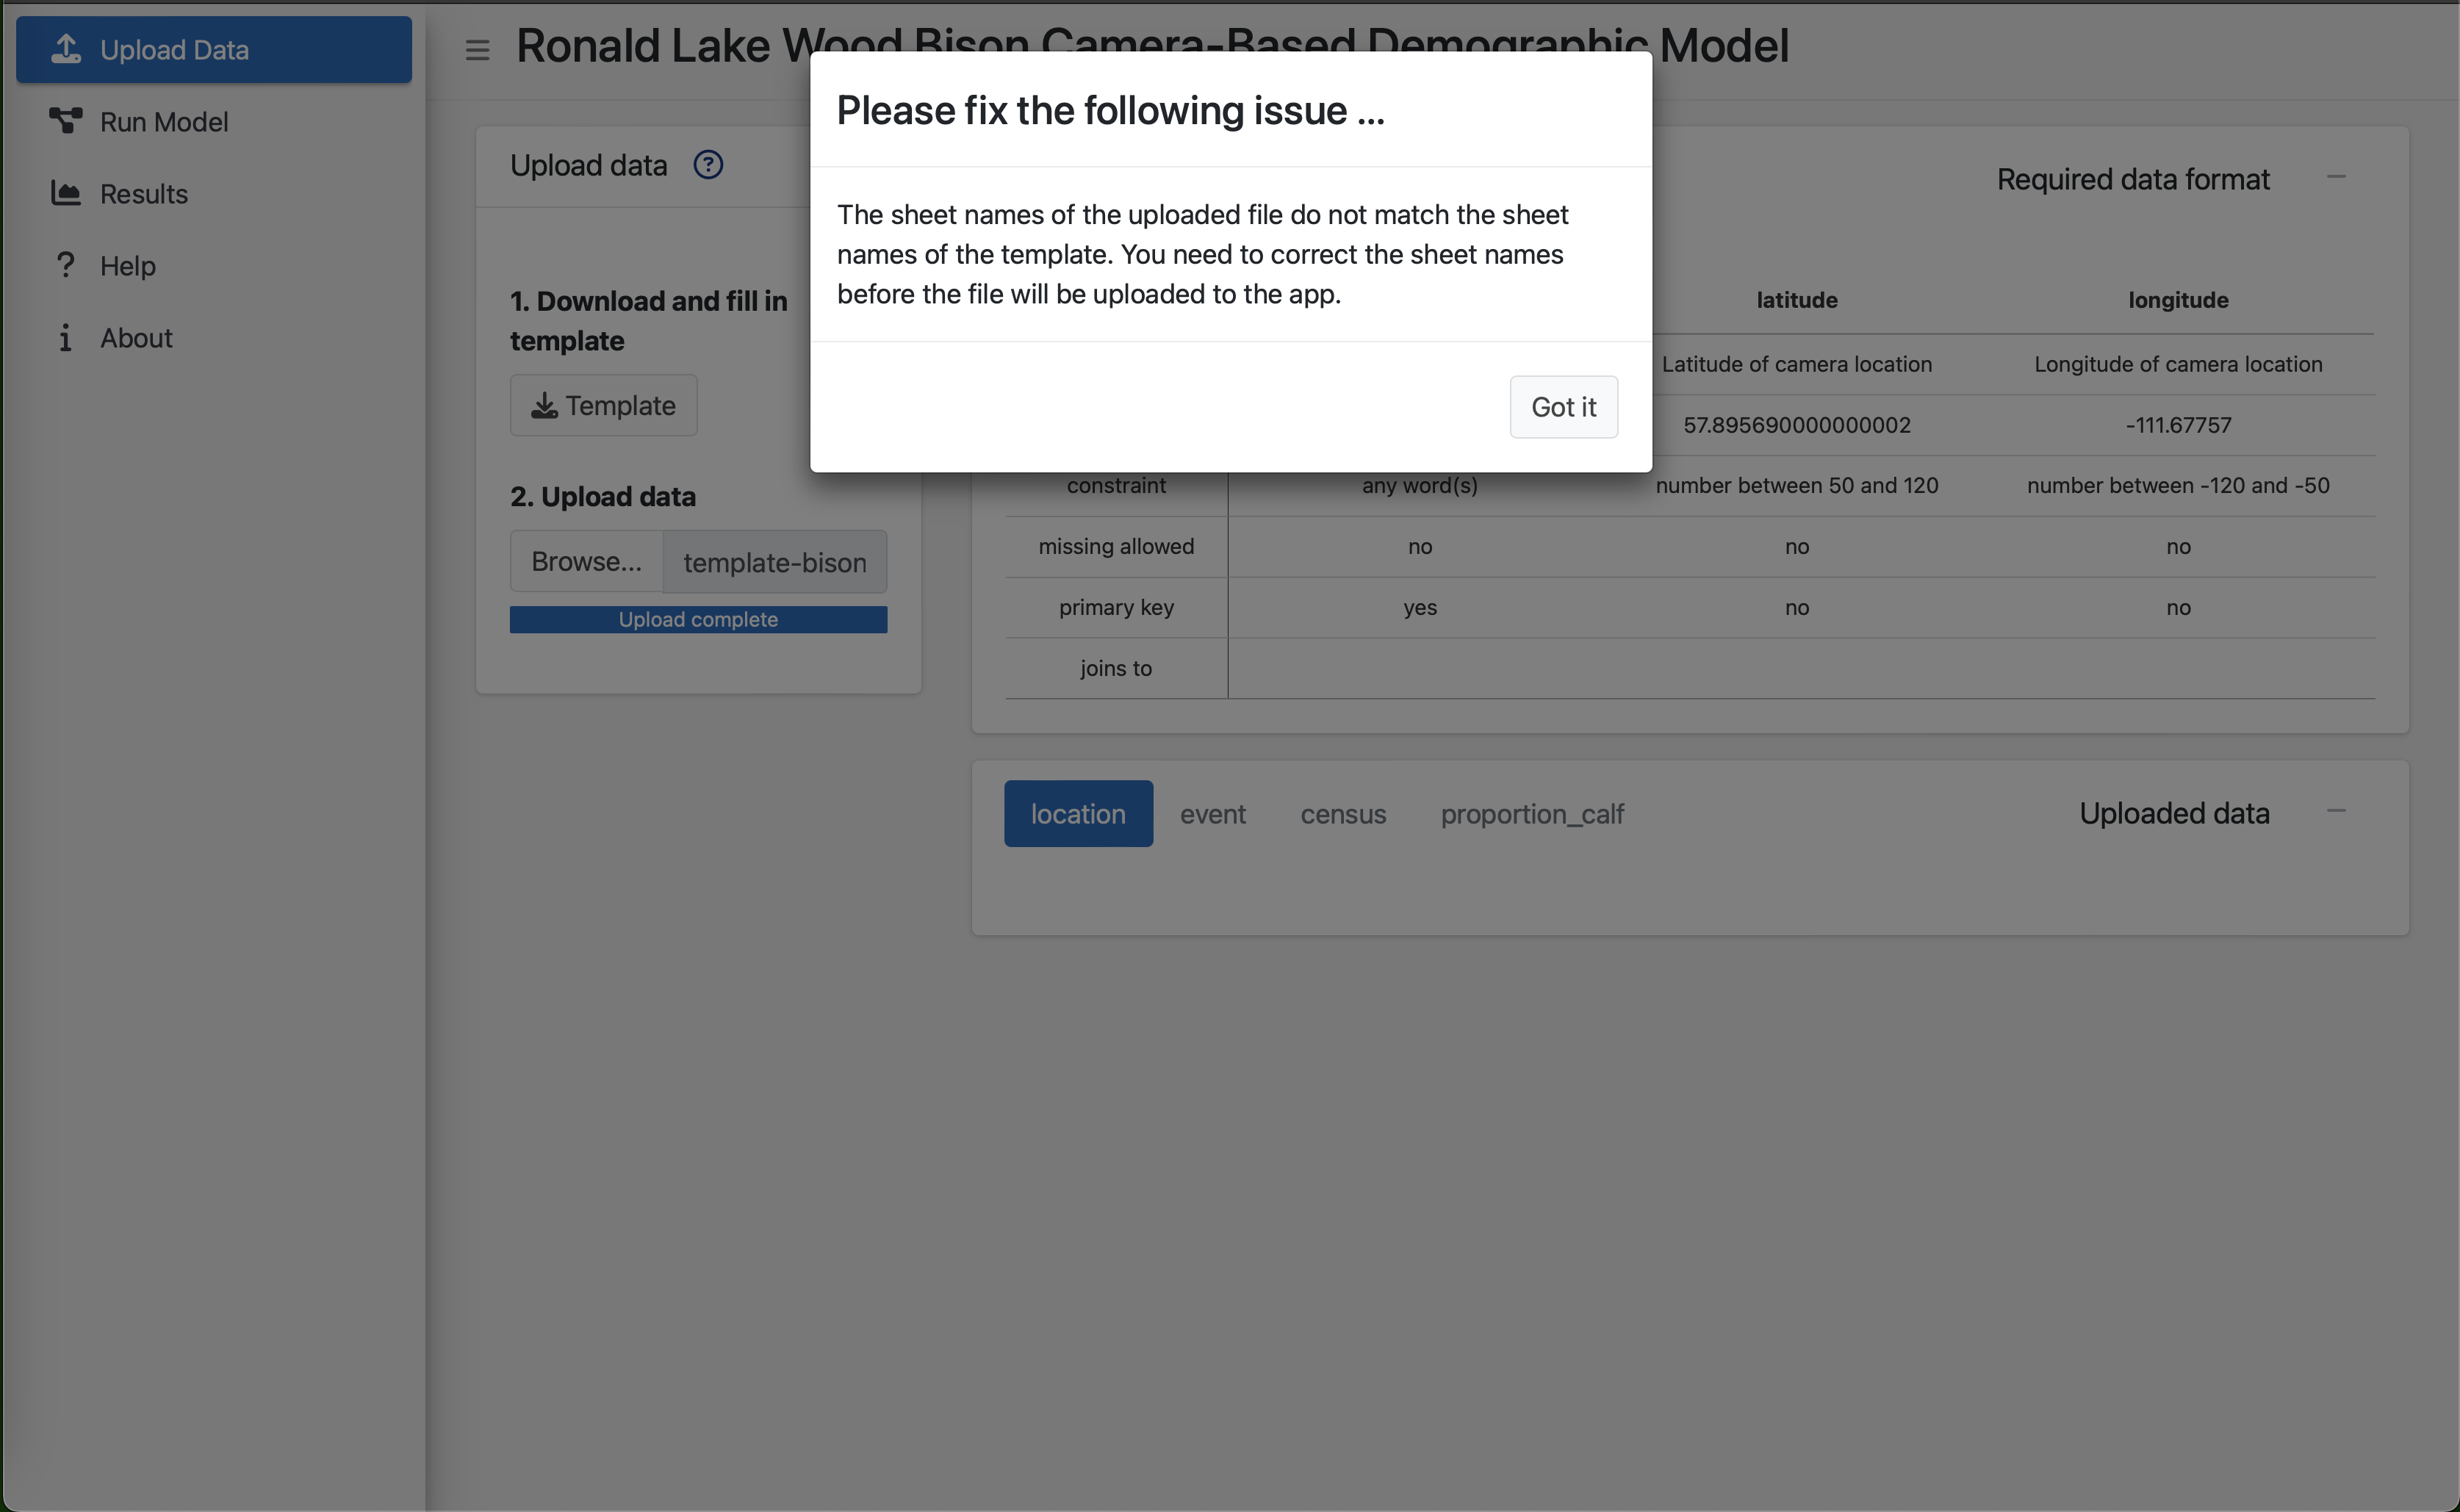 Upload Data
Run Model
Results
Help
About
Ronald Lake Wood Bison Camera-Based Demographic Model
Please fix the following issue ...
The sheet names of the uploaded file do not match the sheet
names of the template. You need to correct the sheet names
before the file will be uploaded to the app.
Got it
Upload data
1. Download and fill in
template
Template
2. Upload data
Browse... template-bison
Upload complete
Required data format
latitude longitude
Latitude of camera location Longitude of camera location
57.895690000000002 -111.67757
constraint any word(s) number between 50 and 120 number between -120 and -50
missing allowed no no no
primary key yes no no
joins to
location event census proportion_calf Uploaded data